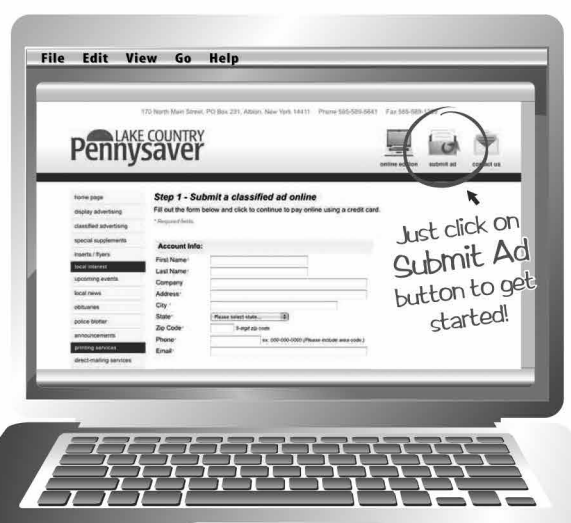 File Edit View Go Help
170 North Main Street, PO Box 231, Albion, New York 14411 Phone 585-589-5641 Fax 585-589-
LAKE COUNTRY
Pennysaver
online edition submit ad contact us
home page
display advertising
classified advertising
special supplements
inserts / flyers
local interest
upcoming events
local news
obituaries
police blotter
announcements
printing services
direct-mailing services
Step 1 - Submit a classified ad online
Fill out the form below and click to continue to pay online using a credit card.
* Required fields
Account Info:
First Name*
Last Name*
Company
Address*
City *
State* Please select state...
Zip Code* 5-digit zip code
Phone* ex. 000-000-0000 (Please include area code.)
Email*
Just click on
Submit Ad
button to get
started!